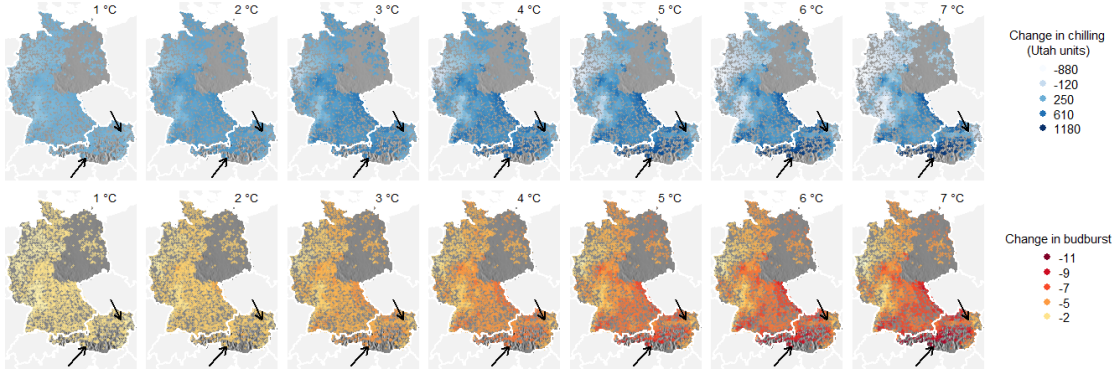 1 °C
2 °C
3 °C
4 °C
5 °C
6 °C
7 °C
Change in chilling
(Utah units)
-880
-120
250
610
1180
1 °C
2 °C
3 °C
4 °C
5 °C
6 °C
7 °C
Change in budburst
-11
-9
-7
-5
-2